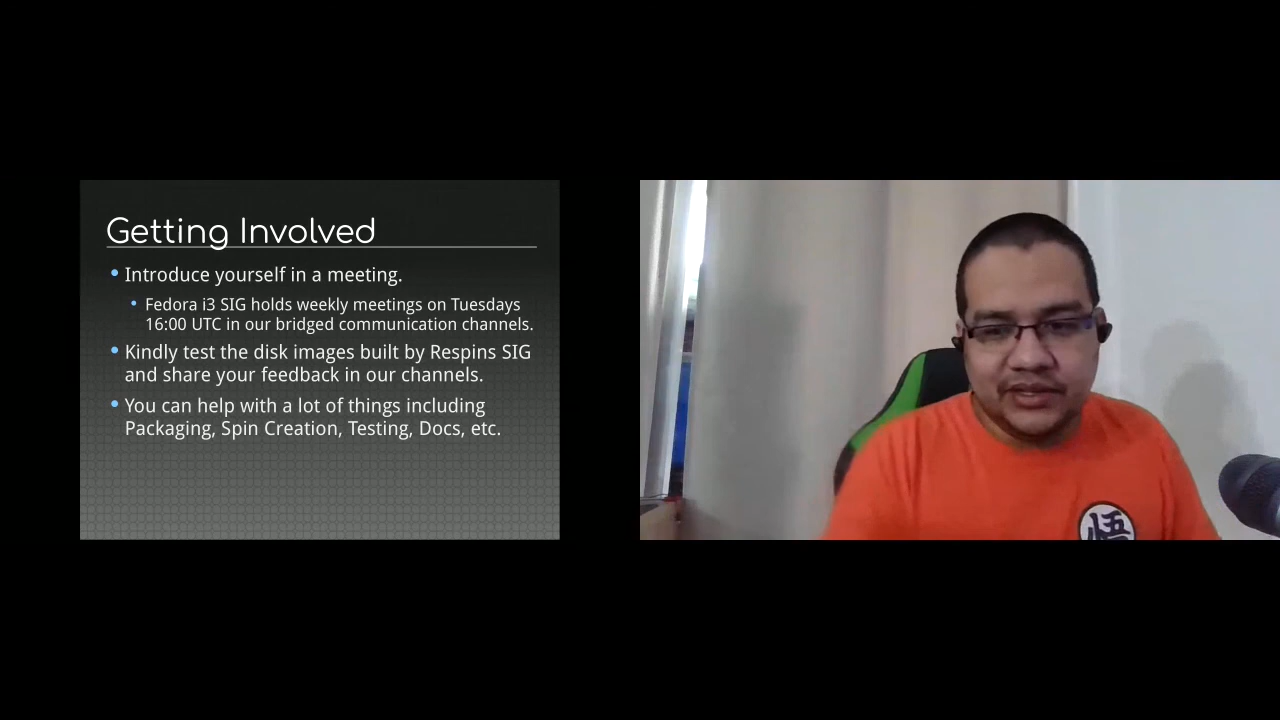 Getting Involved
Introduce yourself in a meeting.
Fedora i3 SIG holds weekly meetings on Tuesdays
16:00 UTC in our bridged communication channels.
Kindly test the disk images built by Respins SIG
and share your feedback in our channels.
You can help with a lot of things including
Packaging, Spin Creation, Testing, Docs, etc.
悟